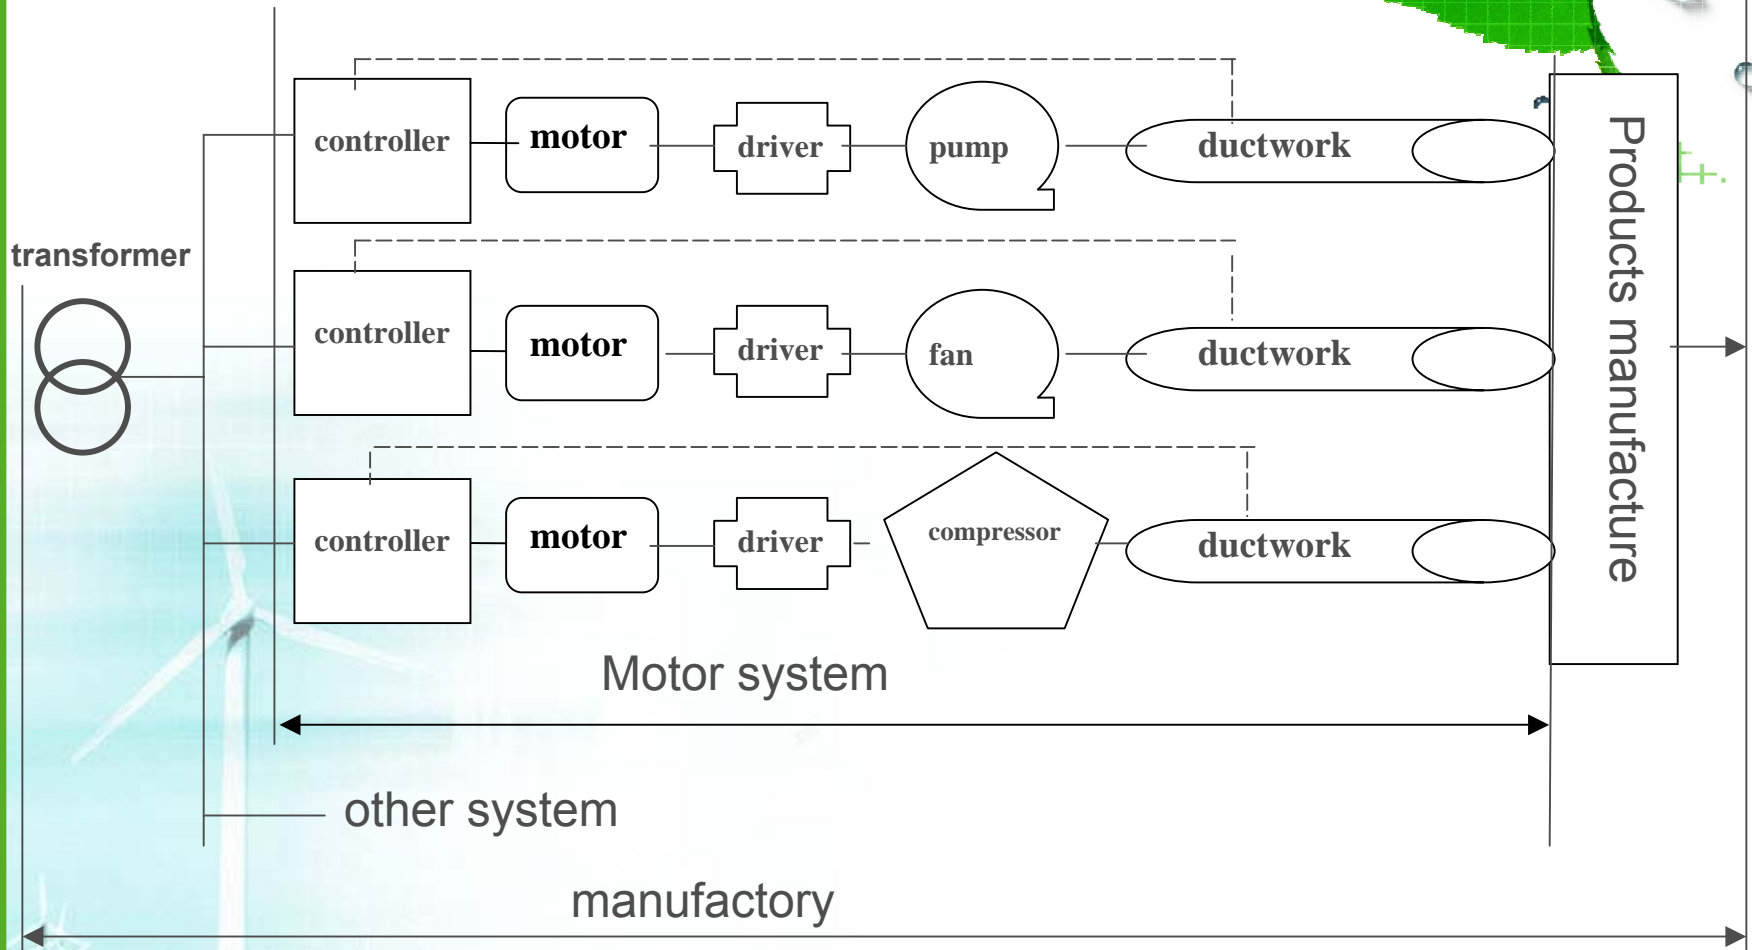 controller
motor
driver
pump
ductwork
transformer
controller
motor
driver
fan
ductwork
Products manufacture
controller
motor
driver
compressor
ductwork
Motor system
other system
manufactory